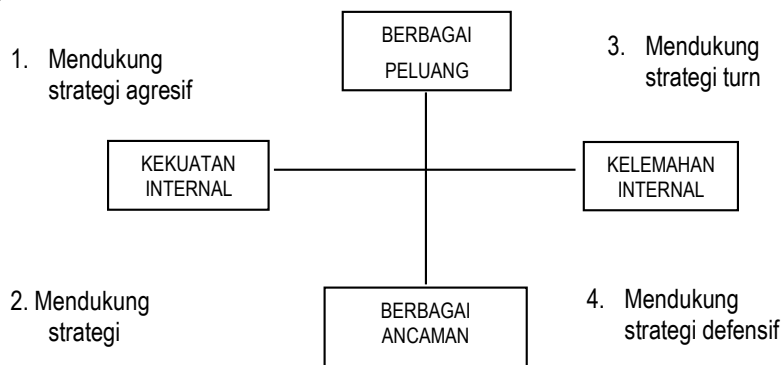 BERBAGAI
PELUANG
1. Mendukung
strategi agresif
3. Mendukung
strategi turn
KEKUATAN
INTERNAL
KELEMAHAN
INTERNAL
2. Mendukung
strategi
BERBAGAI
ANCAMAN
4. Mendukung
strategi defensif